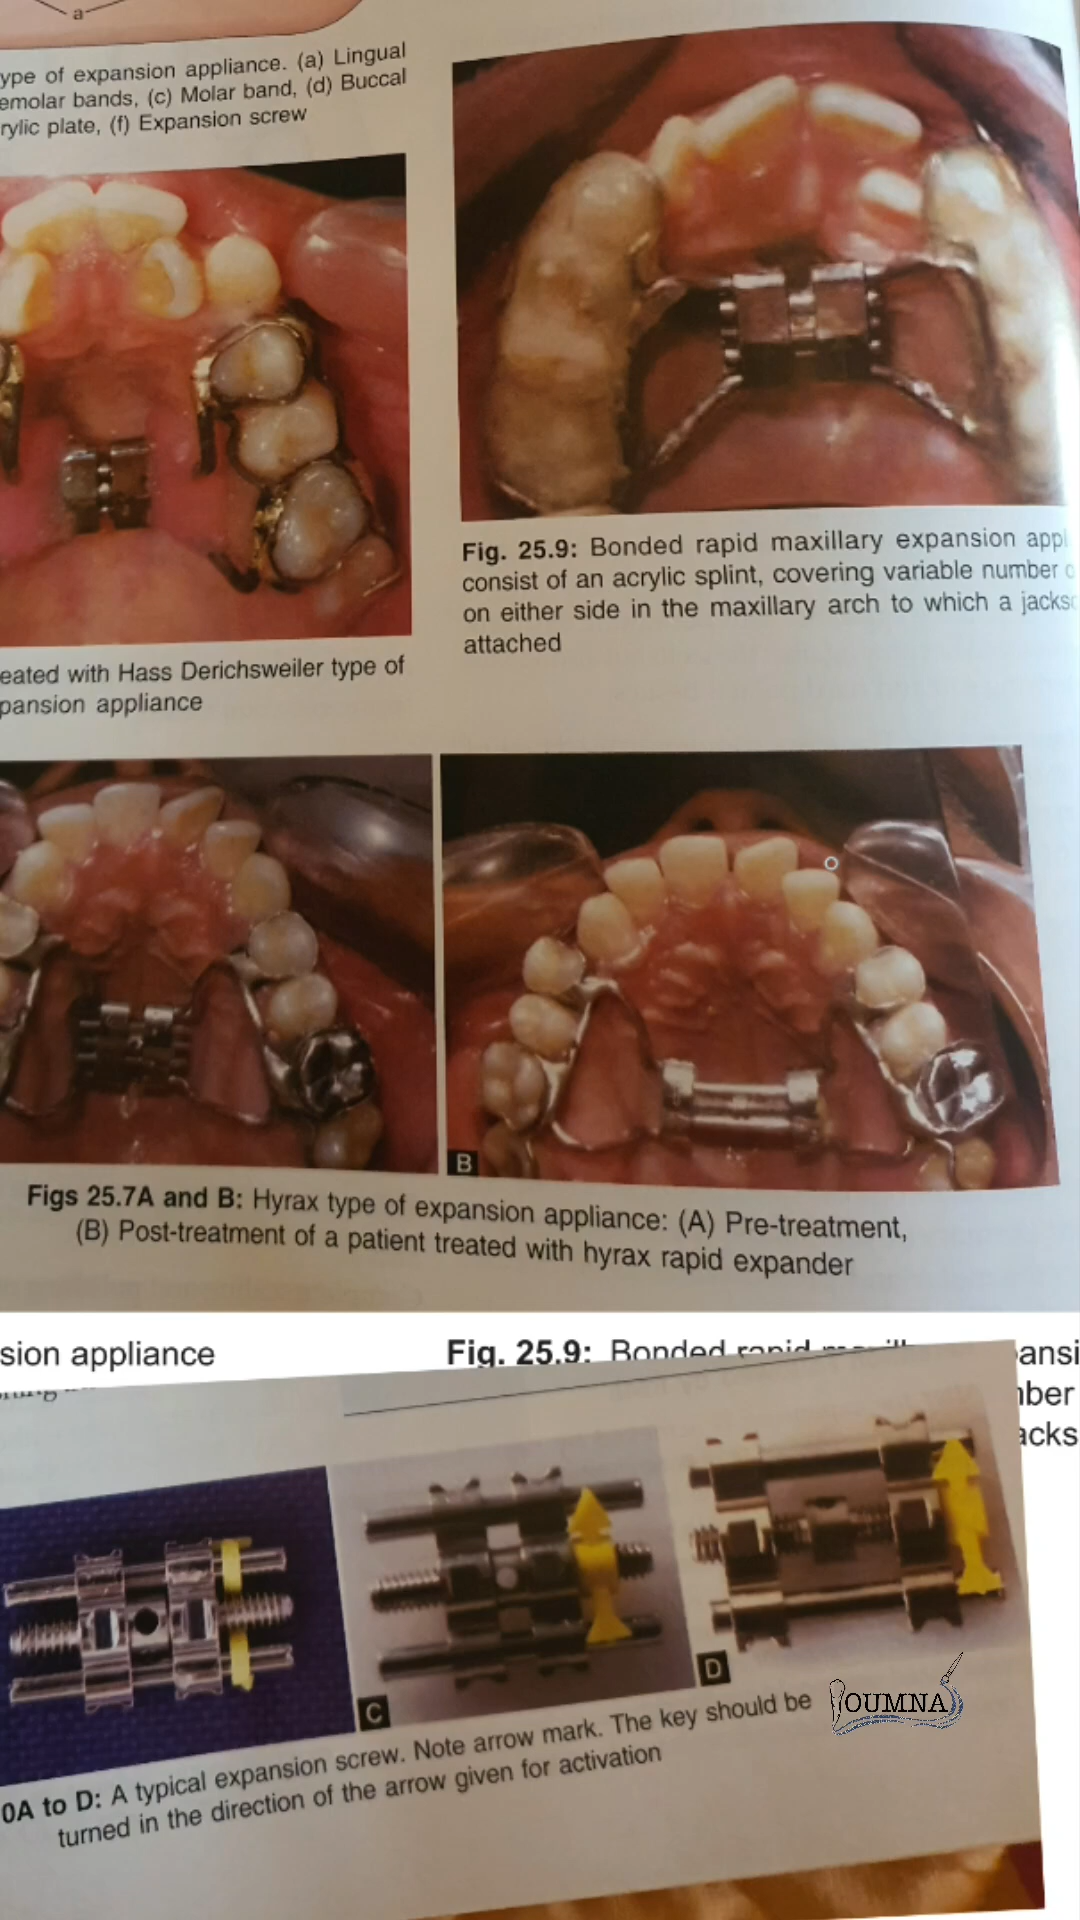 a
ype of expansion appliance. (a) Lingual
emolar bands, (c) Molar band, (d) Buccal
rylic plate, (f) Expansion screw
eated with Hass Derichsweiler type of
pansion appliance
Fig. 25.9: Bonded rapid maxillary expansion appl
consist of an acrylic splint, covering variable number
on either side in the maxillary arch to which a jacksc
attached
B
Figs 25.7A and B: Hyrax type of expansion appliance: (A) Pre-treatment,
(B) Post-treatment of a patient treated with hyrax rapid expander
sion appliance
Fig. 25.9: Bonded rapid
ansi
ber
acks
C
D
0A to D: A typical expansion screw. Note arrow mark. The key should be
turned in the direction of the arrow given for activation
JOUMNA